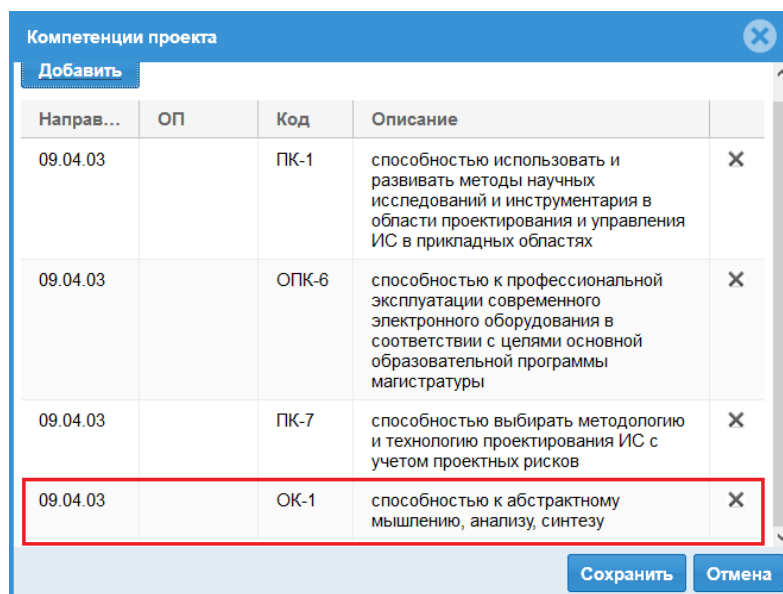 Компетенции проекта
Добавить
Направ... ОП Код Описание
09.04.03 ПК-1 способностью использовать и
развивать методы научных
исследований и инструментария в
области проектирования и управления
ИС в прикладных областях
09.04.03 ОПК-6 способностью к профессиональной
эксплуатации современного
электронного оборудования в
соответствии с целями основной
образовательной программы
магистратуры
09.04.03 ПК-7 способностью выбирать методологию
и технологию проектирования ИС с
учетом проектных рисков
09.04.03 ОК-1 способностью к абстрактному
мышлению, анализу, синтезу
Сохранить Отмена